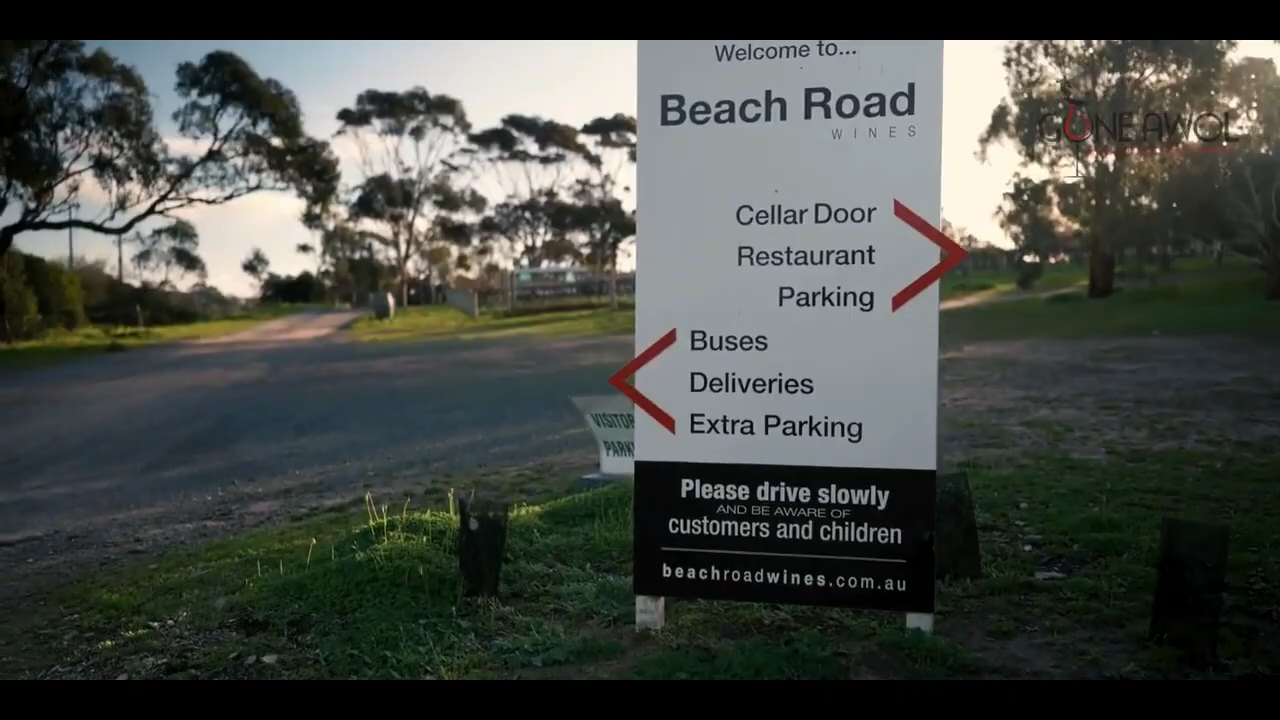 Welcome to...
Beach Road
WINES
GONE AWOL
Cellar Door
Restaurant
Parking
Buses
Deliveries
Extra Parking
VISITOR
PARK
Please drive slowly
AND BE AWARE OF
customers and children
beachroadwines.com.au